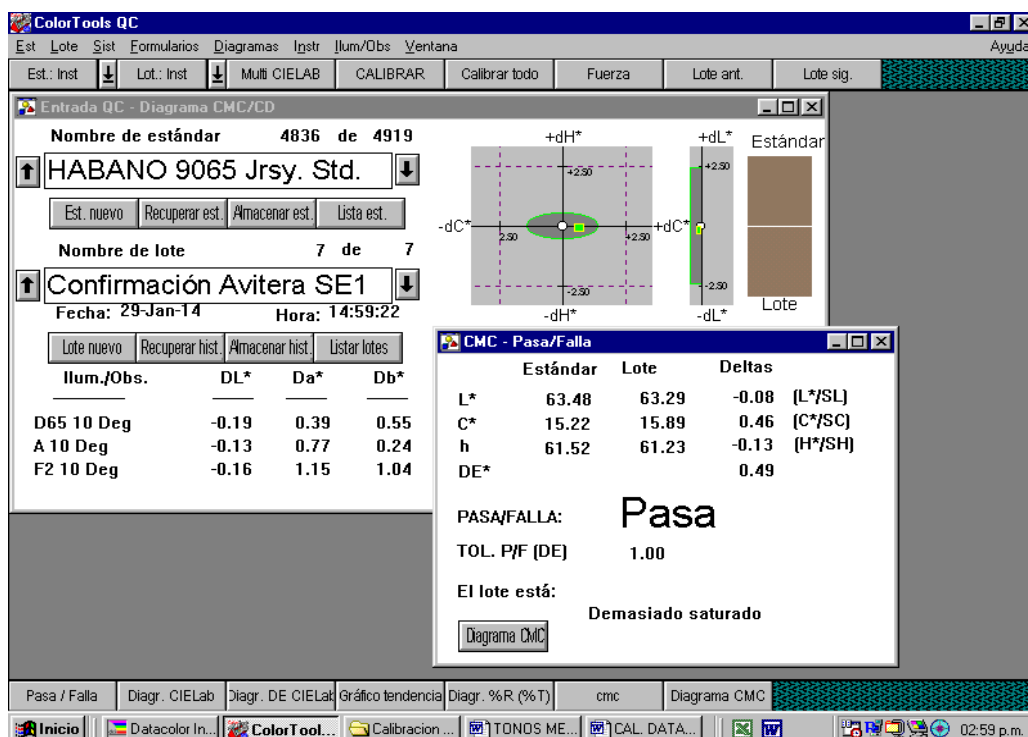 ColorTools QC
Est Lote Sist Formularios Diagramas Instr Ilum/Obs Ventana Ayuda
Est.: Inst Lot.: Inst Multi CIELAB CALIBRAR Calibrar todo Fuerza Lote ant. Lote sig.
Entrada QC - Diagrama CMC/CD
Nombre de estándar 4836 de 4919
HABANO 9065 Jrsy. Std.
Est. nuevo Recuperar est. Almacenar est. Lista est.
Nombre de lote 7 de 7
Confirmación Avitera SE1
Fecha: 29-Jan-14 Hora: 14:59:22
Lote nuevo Recuperar hist. Almacenar hist. Listar lotes
Ilum./Obs. DL* Da* Db*
D65 10 Deg -0.19 0.39 0.55
A 10 Deg -0.13 0.77 0.24
F2 10 Deg -0.16 1.15 1.04
+dH* +dL* Estándar
+2.50 +2.50
-dC* +dC*
2.50 +2.50
-2.50 -2.50
-dH* -dL* Lote
CMC - Pasa/Falla
Estándar Lote Deltas
L* 63.48 63.29 -0.08 (L*/SL)
C* 15.22 15.89 0.46 (C*/SC)
h 61.52 61.23 -0.13 (H*/SH)
DE* 0.49
PASA/FALLA: Pasa
TOL. P/F (DE) 1.00
El lote está:
Demasiado saturado
Diagrama CMC
Pasa / Falla Diagr. CIELab Diagr. DE CIELab Gráfico tendencia Diagr. %R (%T) cmc Diagrama CMC
Inicio Datacolor In... ColorTool... Calibracion ... TONOS ME... CAL. DATA... 02:59 p.m.